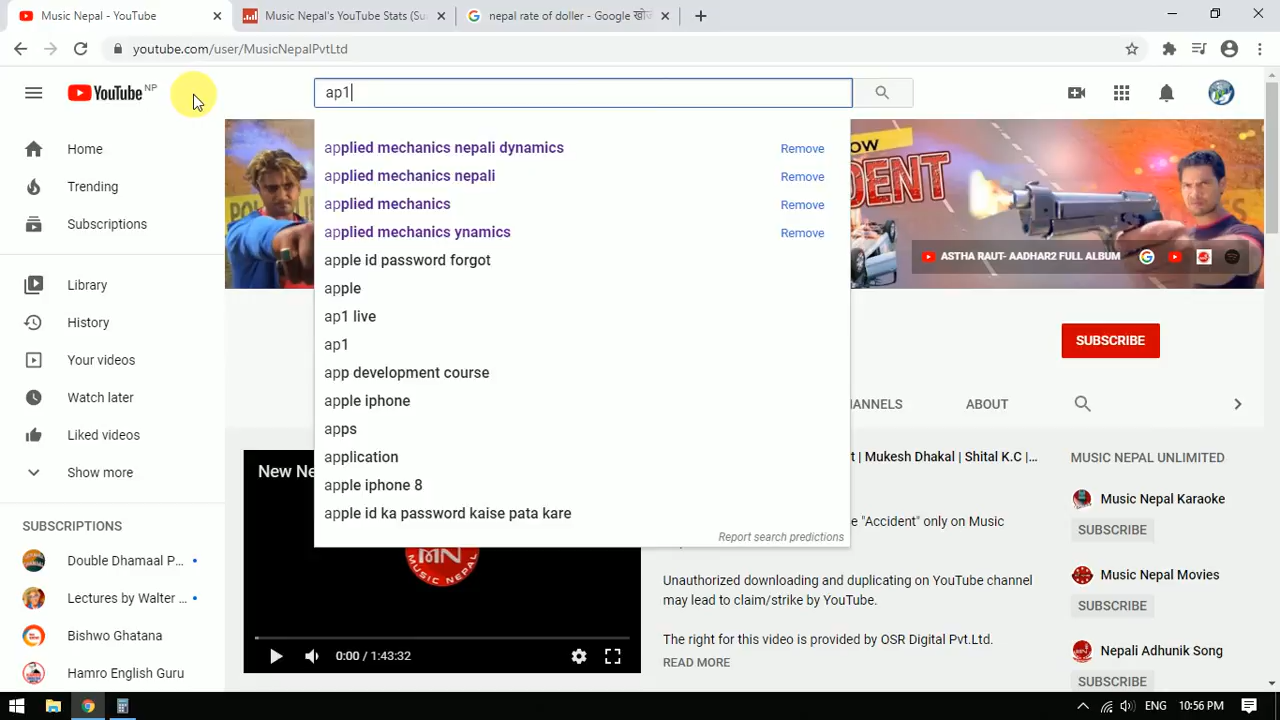 Music Nepal - YouTube
Music Nepal's YouTube Stats (Su
nepal rate of doller - Google खोज
youtube.com/user/MusicNepalPvtLtd
YouTube NP
ap1
Home
Trending
Subscriptions
Library
History
Your videos
Watch later
Liked videos
Show more
SUBSCRIPTIONS
Double Dhamaal P...
Lectures by Walter ...
Bishwo Ghatana
Hamro English Guru
applied mechanics nepali dynamics Remove
applied mechanics nepali Remove
applied mechanics Remove
applied mechanics ynamics Remove
apple id password forgot
apple
ap1 live
ap1
app development course
apple iphone
apps
application
apple iphone 8
apple id ka password kaise pata kare
Report search predictions
OW
DENT
ASTHA RAUT- AADHAR2 FULL ALBUM
SUBSCRIBE
HANNELS
ABOUT
New Ne
MN
MUSIC NEPAL
0:00 / 1:43:32
t | Mukesh Dhakal | Shital K.C |...
e "Accident" only on Music
Unauthorized downloading and duplicating on YouTube channel
may lead to claim/strike by YouTube.
The right for this video is provided by OSR Digital Pvt.Ltd.
READ MORE
MUSIC NEPAL UNLIMITED
Music Nepal Karaoke
SUBSCRIBE
Music Nepal Movies
SUBSCRIBE
Nepali Adhunik Song
SUBSCRIBE
ENG
10:56 PM